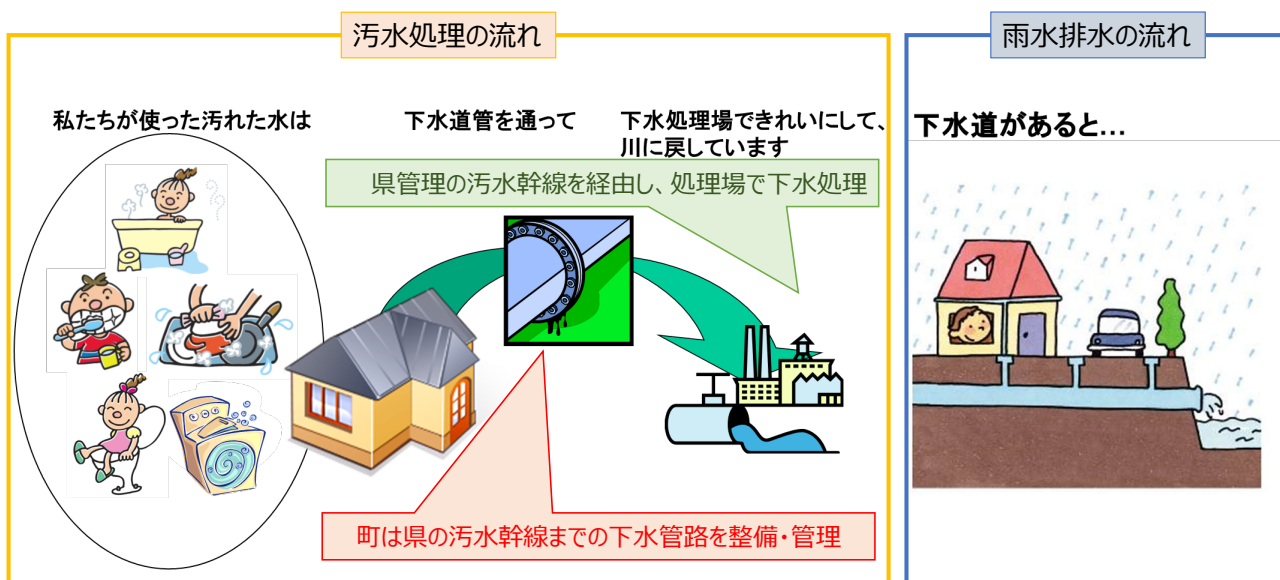 汚水処理の流れ
私たちが使った汚れた水は
下水道管を通って
下水処理場できれいにして、
川に戻しています
県管理の汚水幹線を経由し、処理場で下水処理
町は県の汚水幹線までの下水管路を整備・管理
雨水排水の流れ
下水道があると…